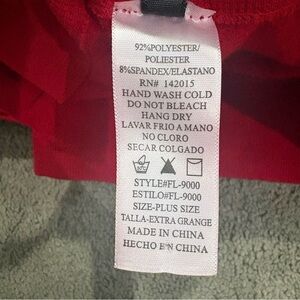 92%POLYESTER/
POLIESTER
8%SPANDEX/ELASTANO
RN# 142015
HAND WASH COLD
DO NOT BLEACH
HANG DRY
LAVAR FRIO A MANO
NO CLORO
SECAR COLGADO
STYLE#FL-9000
ESTILO#FL-9000
SIZE-PLUS SIZE
TALLA-EXTRA GRANGE
MADE IN CHINA
HECHO EN CHINA